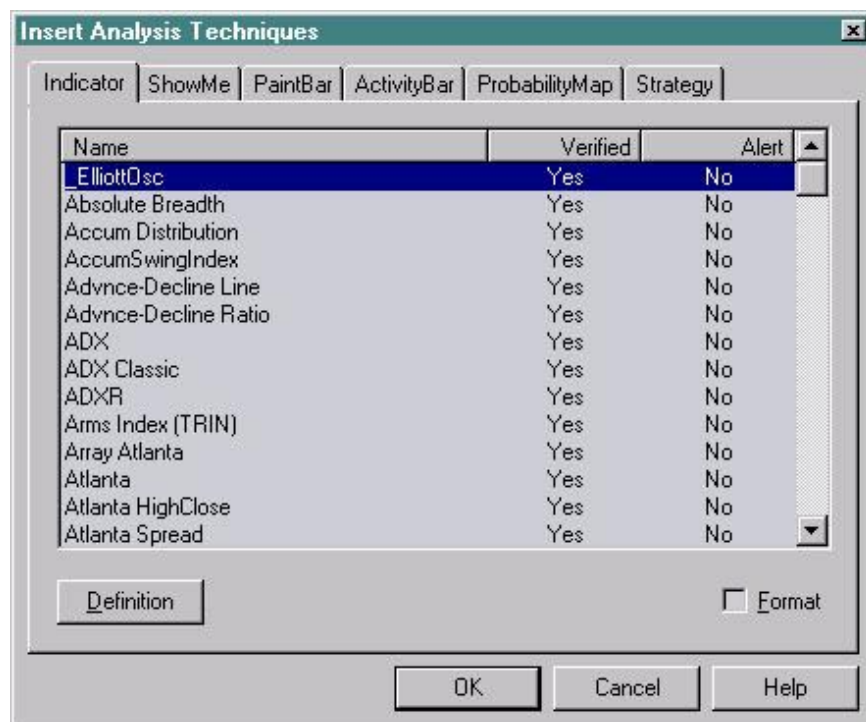 Insert Analysis Techniques
Indicator ShowMe PaintBar ActivityBar ProbabilityMap Strategy
Name Verified Alert
_ElliottOsc Yes No
Absolute Breadth Yes No
Accum Distribution Yes No
AccumSwingIndex Yes No
Advnce-Decline Line Yes No
Advnce-Decline Ratio Yes No
ADX Yes No
ADX Classic Yes No
ADXR Yes No
Arms Index (TRIN) Yes No
Array Atlanta Yes No
Atlanta Yes No
Atlanta HighClose Yes No
Atlanta Spread Yes No
Definition Format
OK Cancel Help